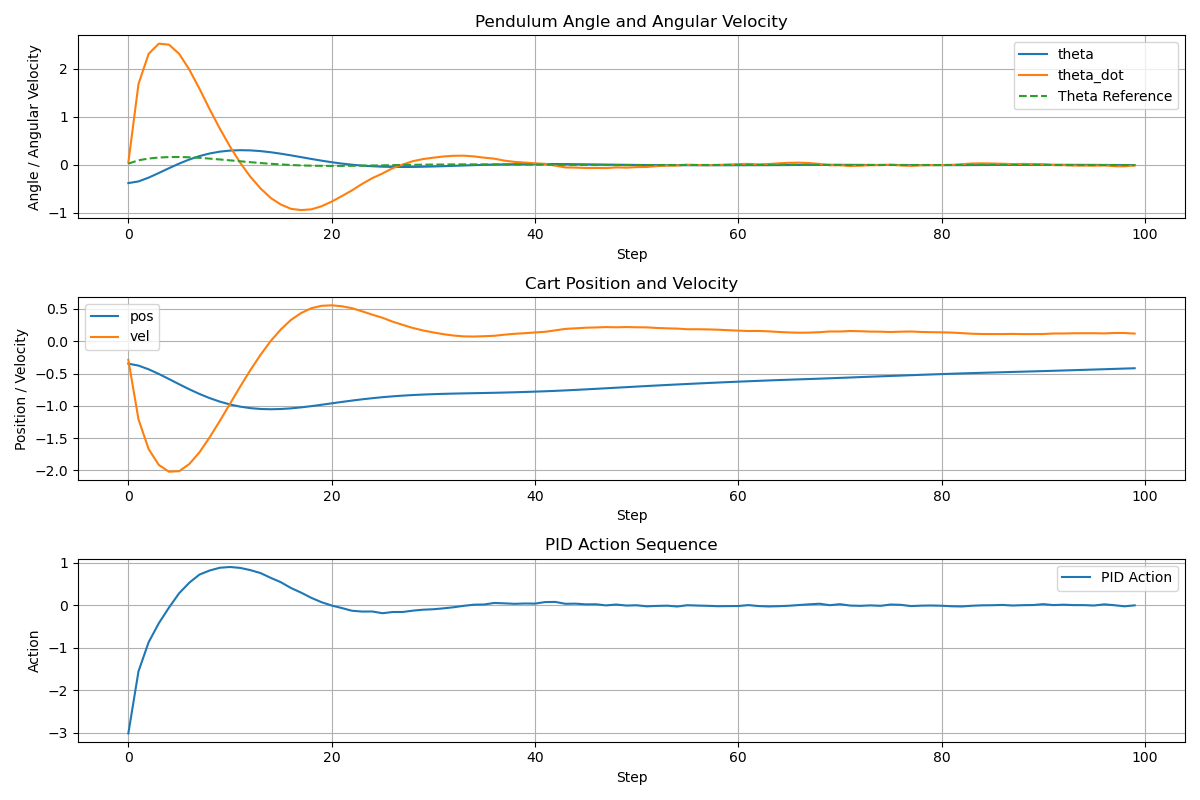 Pendulum Angle and Angular Velocity
Angle / Angular Velocity
2
1
0
−1
theta
theta_dot
Theta Reference
0 20 40 60 80 100
Step
Cart Position and Velocity
Position / Velocity
0.5
0.0
−0.5
−1.0
−1.5
−2.0
pos
vel
0 20 40 60 80 100
Step
PID Action Sequence
Action
1
0
−1
−2
−3
PID Action
0 20 40 60 80 100
Step